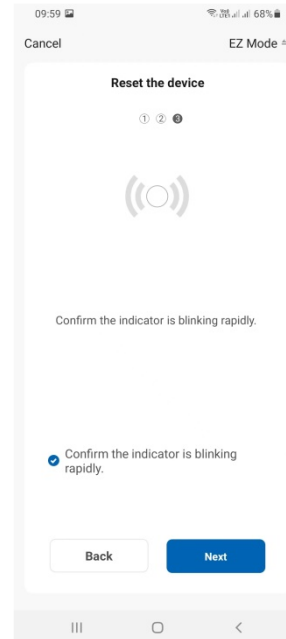 09:59 68%
Cancel EZ Mode
Reset the device
1 2 3
Confirm the indicator is blinking rapidly.
Confirm the indicator is blinking
rapidly.
Back Next